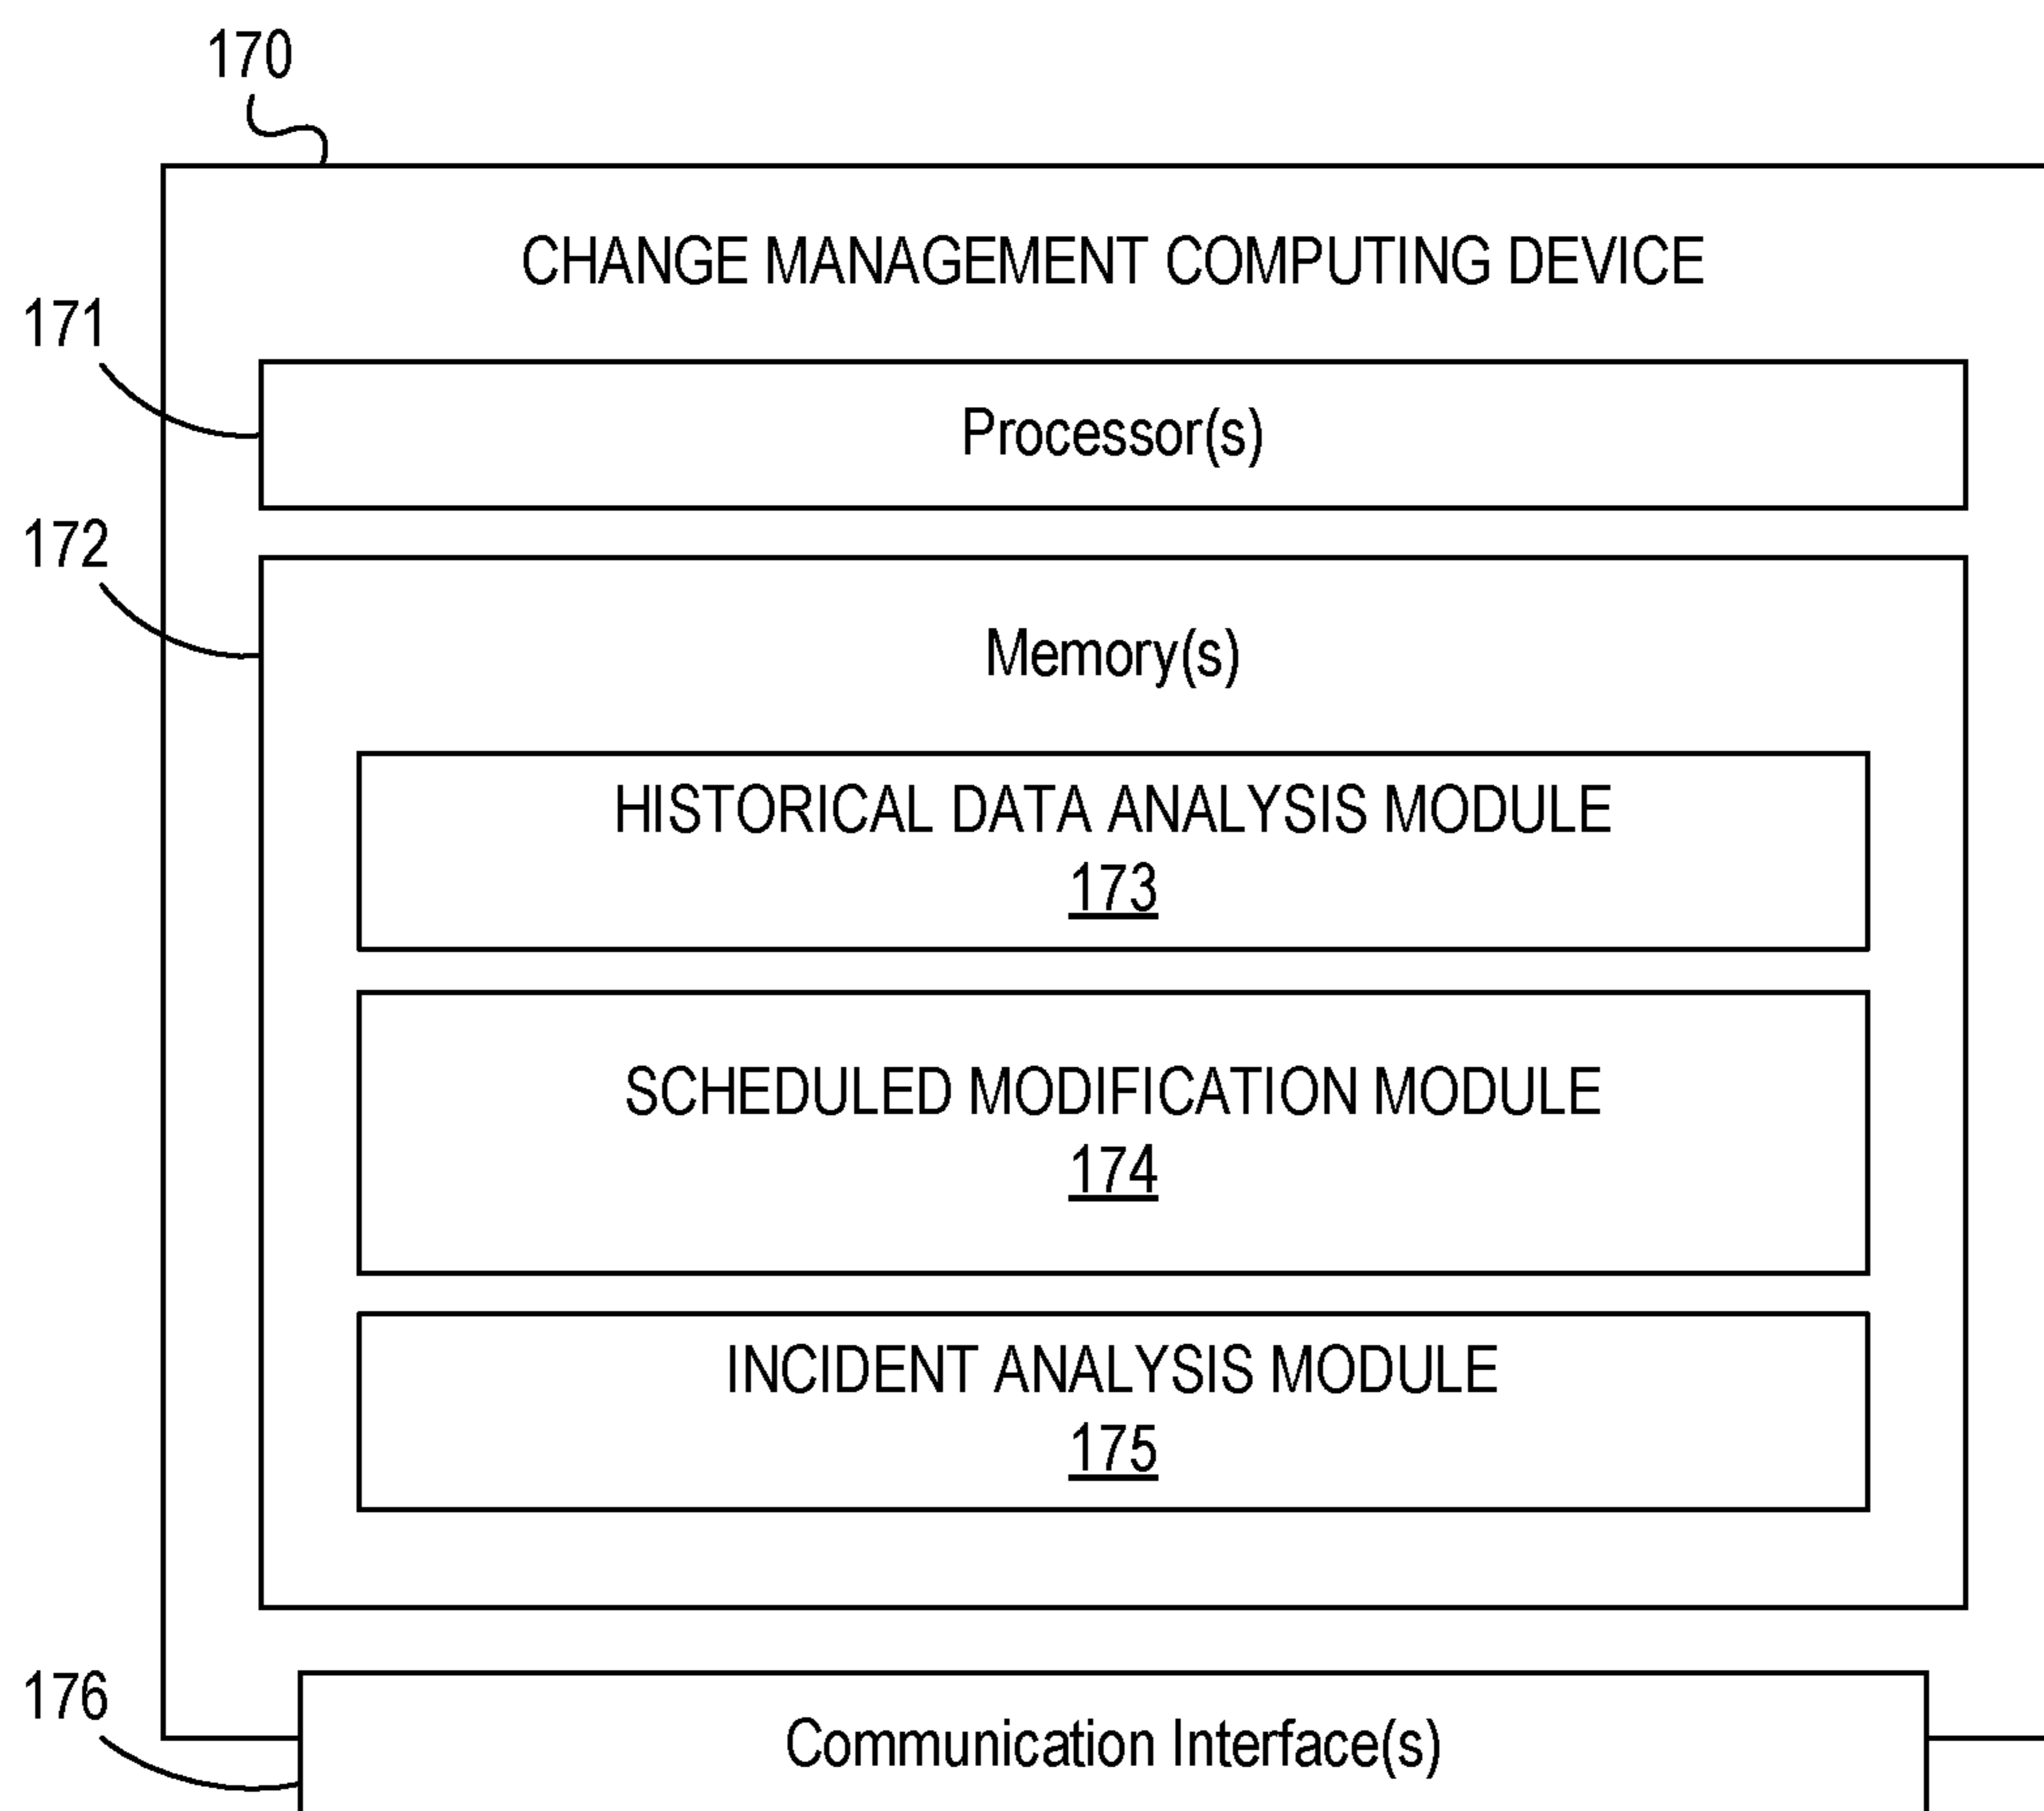 170
CHANGE MANAGEMENT COMPUTING DEVICE
171
Processor(s)
172
Memory(s)
HISTORICAL DATA ANALYSIS MODULE
173
SCHEDULED MODIFICATION MODULE
174
INCIDENT ANALYSIS MODULE
175
176
Communication Interface(s)